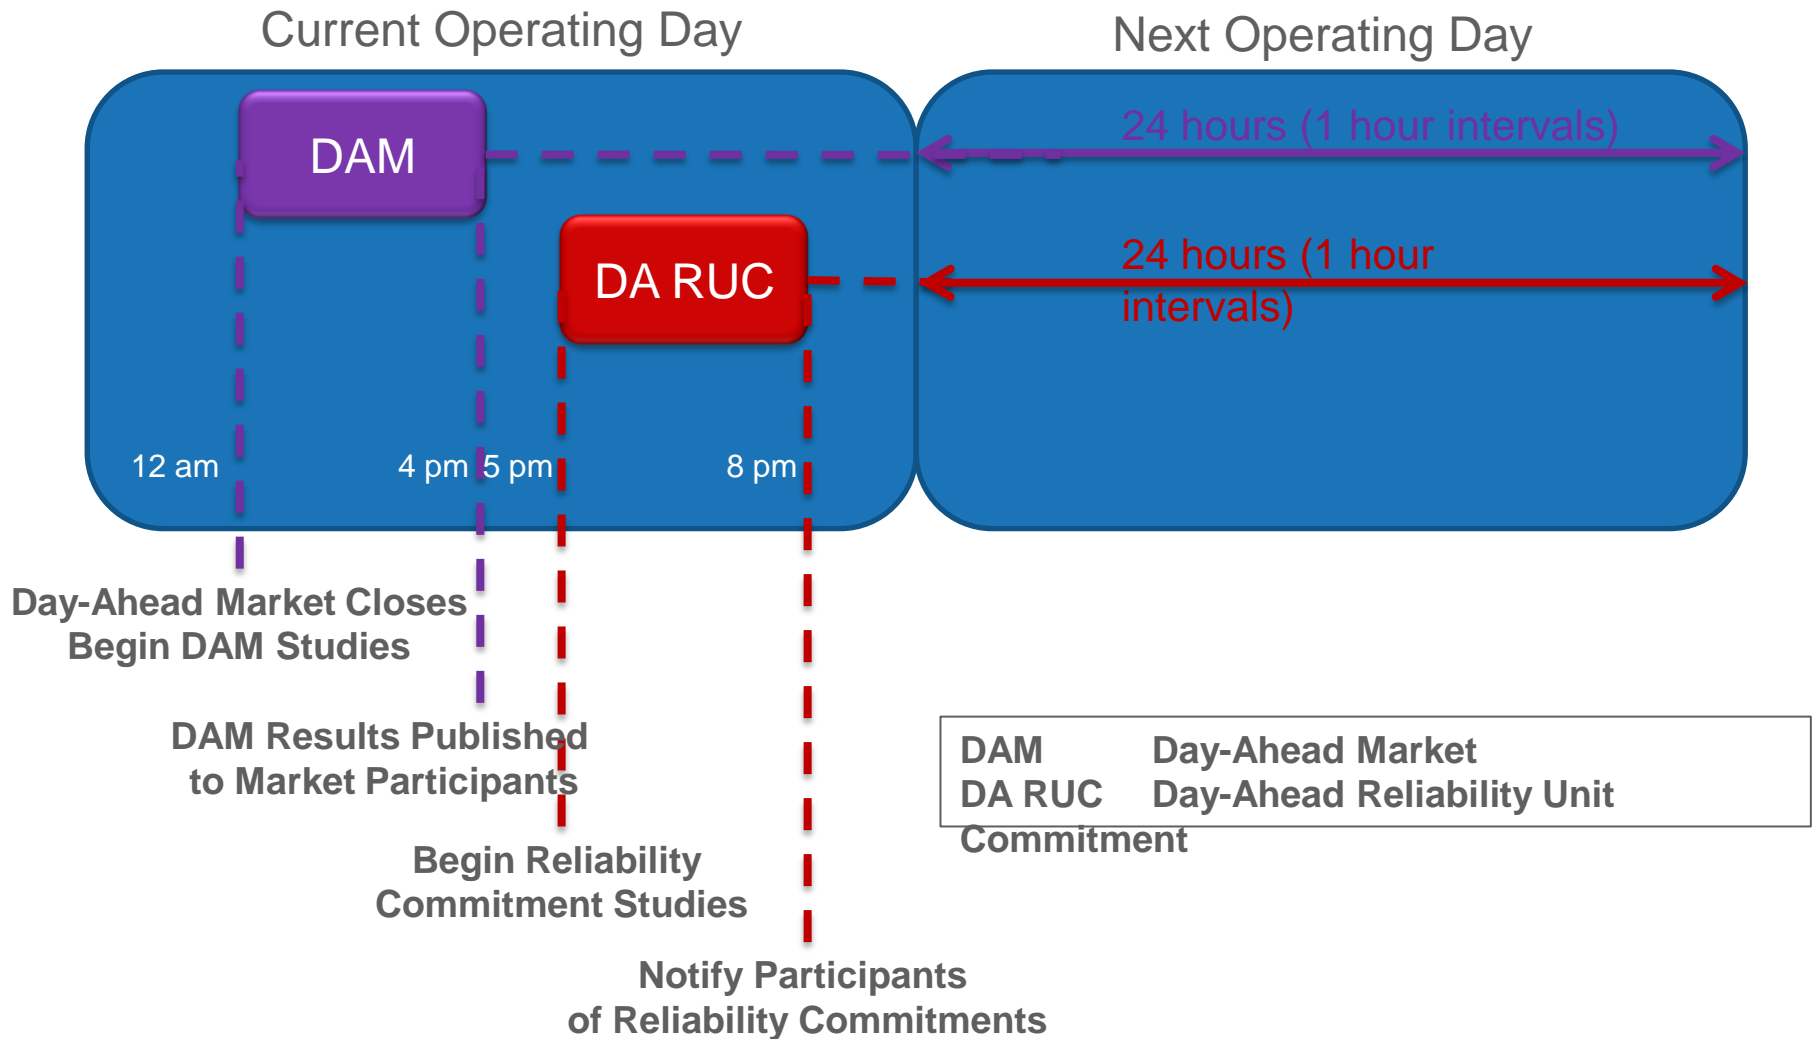 Current Operating Day
Next Operating Day
DAM
24 hours (1 hour intervals)
DA RUC
24 hours (1 hour
intervals)
12 am
4 pm
5 pm
8 pm
Day-Ahead Market Closes
Begin DAM Studies
DAM Results Published
to Market Participants
Begin Reliability
Commitment Studies
Notify Participants
of Reliability Commitments
DAM Day-Ahead Market
DA RUC Day-Ahead Reliability Unit
Commitment